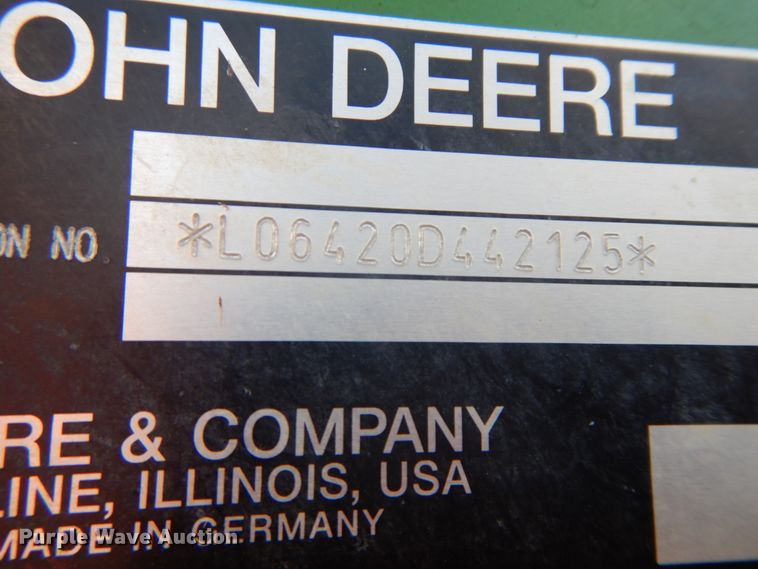 OHN DEERE
ON NO *L06420D442125*
RE & COMPANY
LINE, ILLINOIS, USA
MADE IN GERMANY
Purple Wave Auction